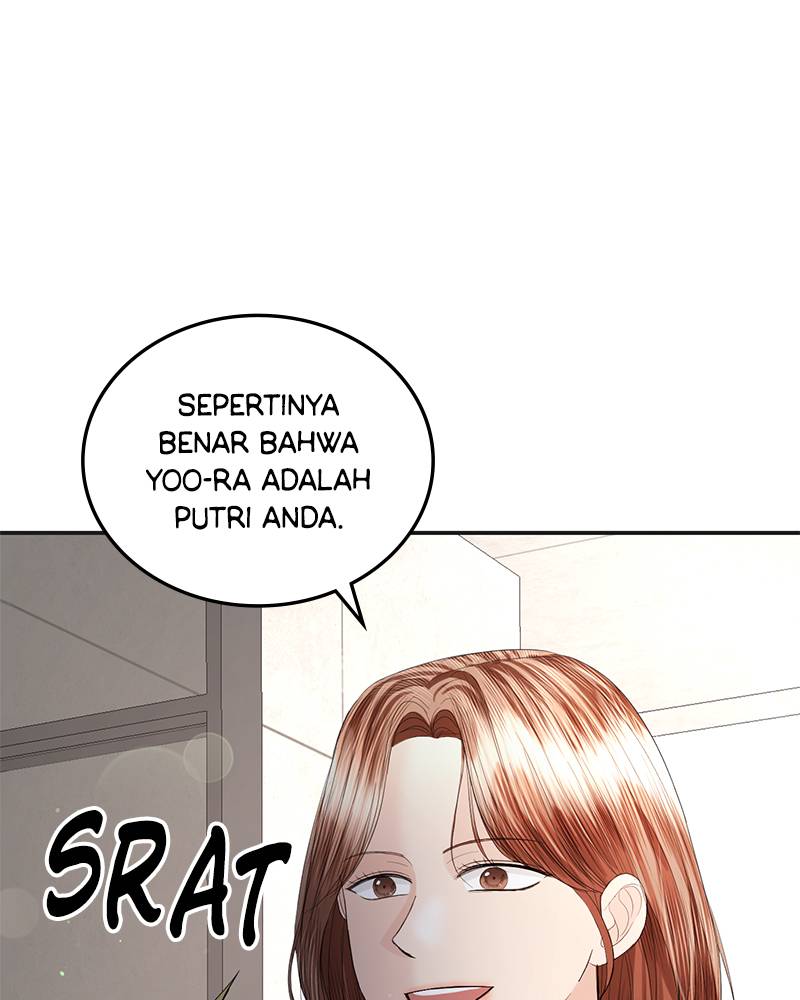 SEPERTINYA
BENAR BAHWA
YOO-RA ADALAH
PUTRI ANDA.
SRAT